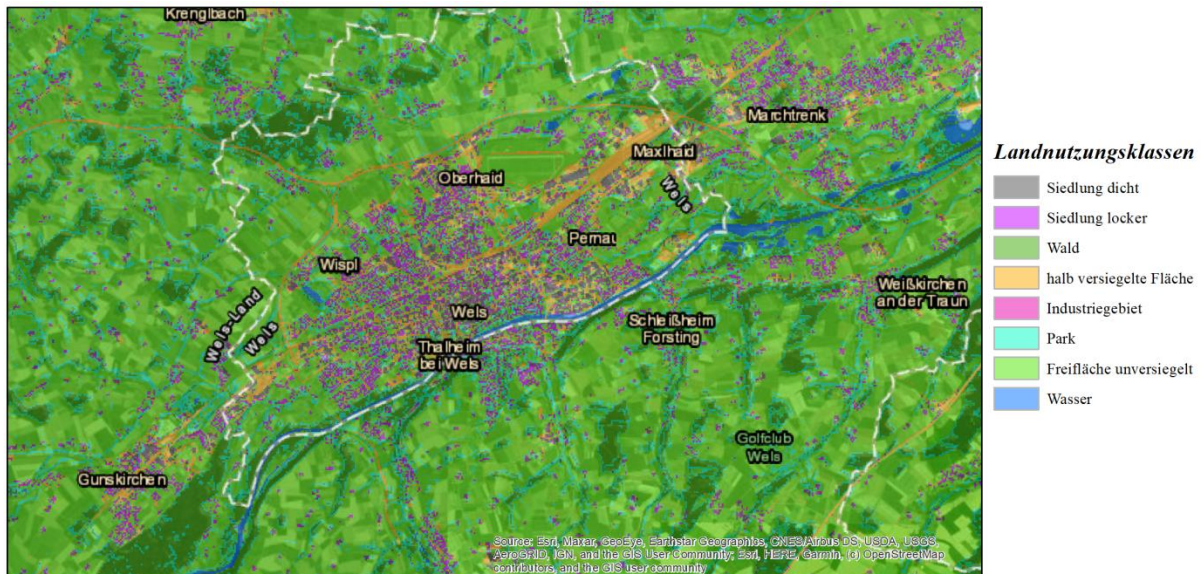 Krenglbach
Marchtrenk
Maxlhaid
Oberhaid
Wels
Pernau
Wispl
Weißkirchen
an der Traun
Wels-Land
Wels
Wels
Schleißheim
Forsting
Thalheim
bei Wels
Golfclub
Wels
Gunskirchen
Source: Esri, Maxar, GeoEye, Earthstar Geographics, CNES/Airbus DS, USDA, USGS,
AeroGRID, IGN, and the GIS User Community; Esri, HERE, Garmin, (c) OpenStreetMap
contributors, and the GIS user community
Landnutzungsklassen
Siedlung dicht
Siedlung locker
Wald
halb versiegelte Fläche
Industriegebiet
Park
Freifläche unversiegelt
Wasser